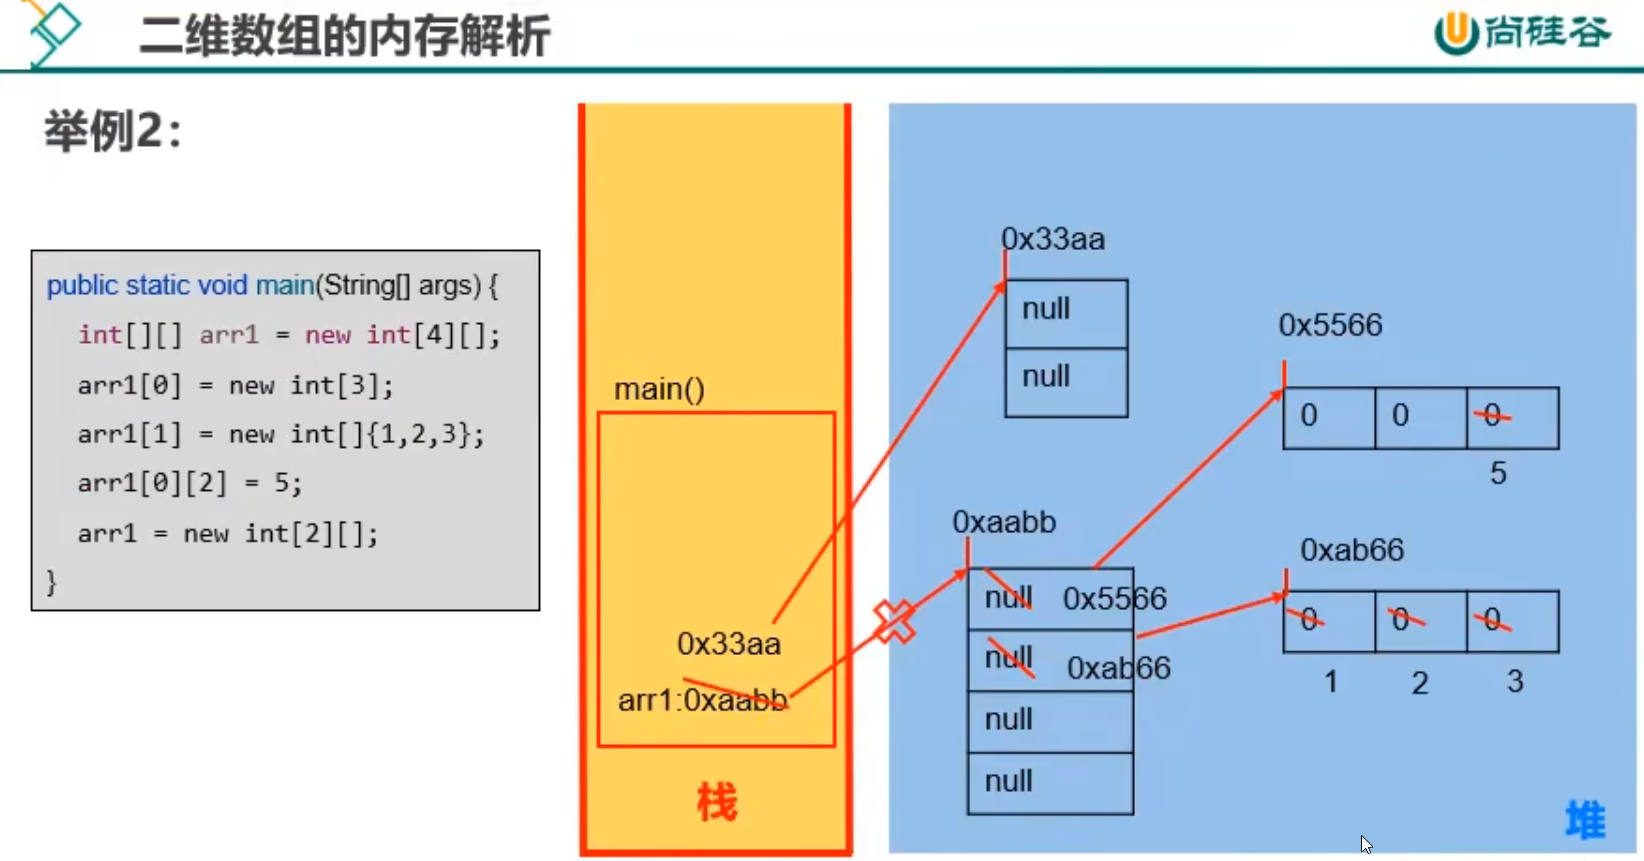 二维数组的内存解析
尚硅谷
举例2：
public static void main(String[] args) {
int[][] arr1 = new int[4][];
arr1[0] = new int[3];
arr1[1] = new int[]{1,2,3};
arr1[0][2] = 5;
arr1 = new int[2][];
}
main()
0x33aa
arr1:0xaabb
栈
0x33aa
null
null
0x5566
0 0 0
5
0xaabb
null 0x5566
null 0xab66
null
null
0xab66
0 0 0
1 2 3
堆